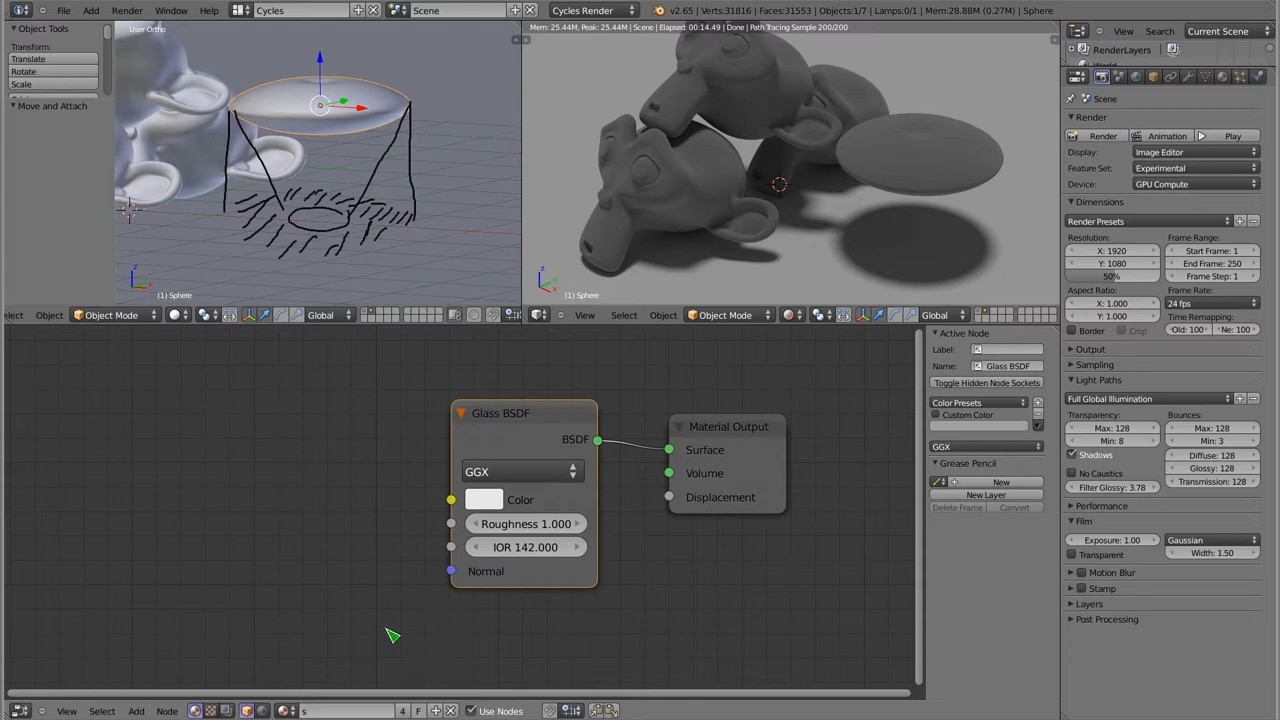 File Add Render Window Help Cycles Scene Cycles Render v2.65 | Verts:31816 | Faces:31553 | Objects:1/7 | Lamps:0/1 | Mem:28.88M (0.27M) | Sphere
Object Tools
Transform:
Translate
Rotate
Scale
Move and Attach
User Ortho
(1) Sphere
Object Object Mode Global
Mem: 25.44M, Peak: 25.44M | Scene | Elapsed: 00:14.49 | Done | Path Tracing Sample 200/200
(1) Sphere
View Select Object Object Mode Global
View Search Current Scene
RenderLayers
Scene
Render
Render Animation Play
Display: Image Editor
Feature Set: Experimental
Device: GPU Compute
Dimensions
Render Presets
Resolution: Frame Range:
X: 1920 Start Frame: 1
Y: 1080 End Frame: 250
50% Frame Step: 1
Aspect Ratio: Frame Rate:
X: 1.000 24 fps
Y: 1.000 Time Remapping:
Border Crop Old: 100 Ne: 100
Output
Sampling
Light Paths
Full Global Illumination
Transparency: Bounces:
Max: 128 Max: 128
Min: 8 Min: 3
Shadows Diffuse: 128
No Caustics Glossy: 128
Filter Glossy: 3.78 Transmission: 128
Performance
Film
Exposure: 1.00 Gaussian
Transparent Width: 1.50
Motion Blur
Stamp
Layers
Post Processing
Glass BSDF
BSDF
GGX
Color
Roughness 1.000
IOR 142.000
Normal
Material Output
Surface
Volume
Displacement
Active Node
Label:
Name: Glass BSDF
Toggle Hidden Node Sockets
Color Presets
Custom Color
GGX
Grease Pencil
New
New Layer
Delete Frame Convert
View Select Add Node s 4 F Use Nodes